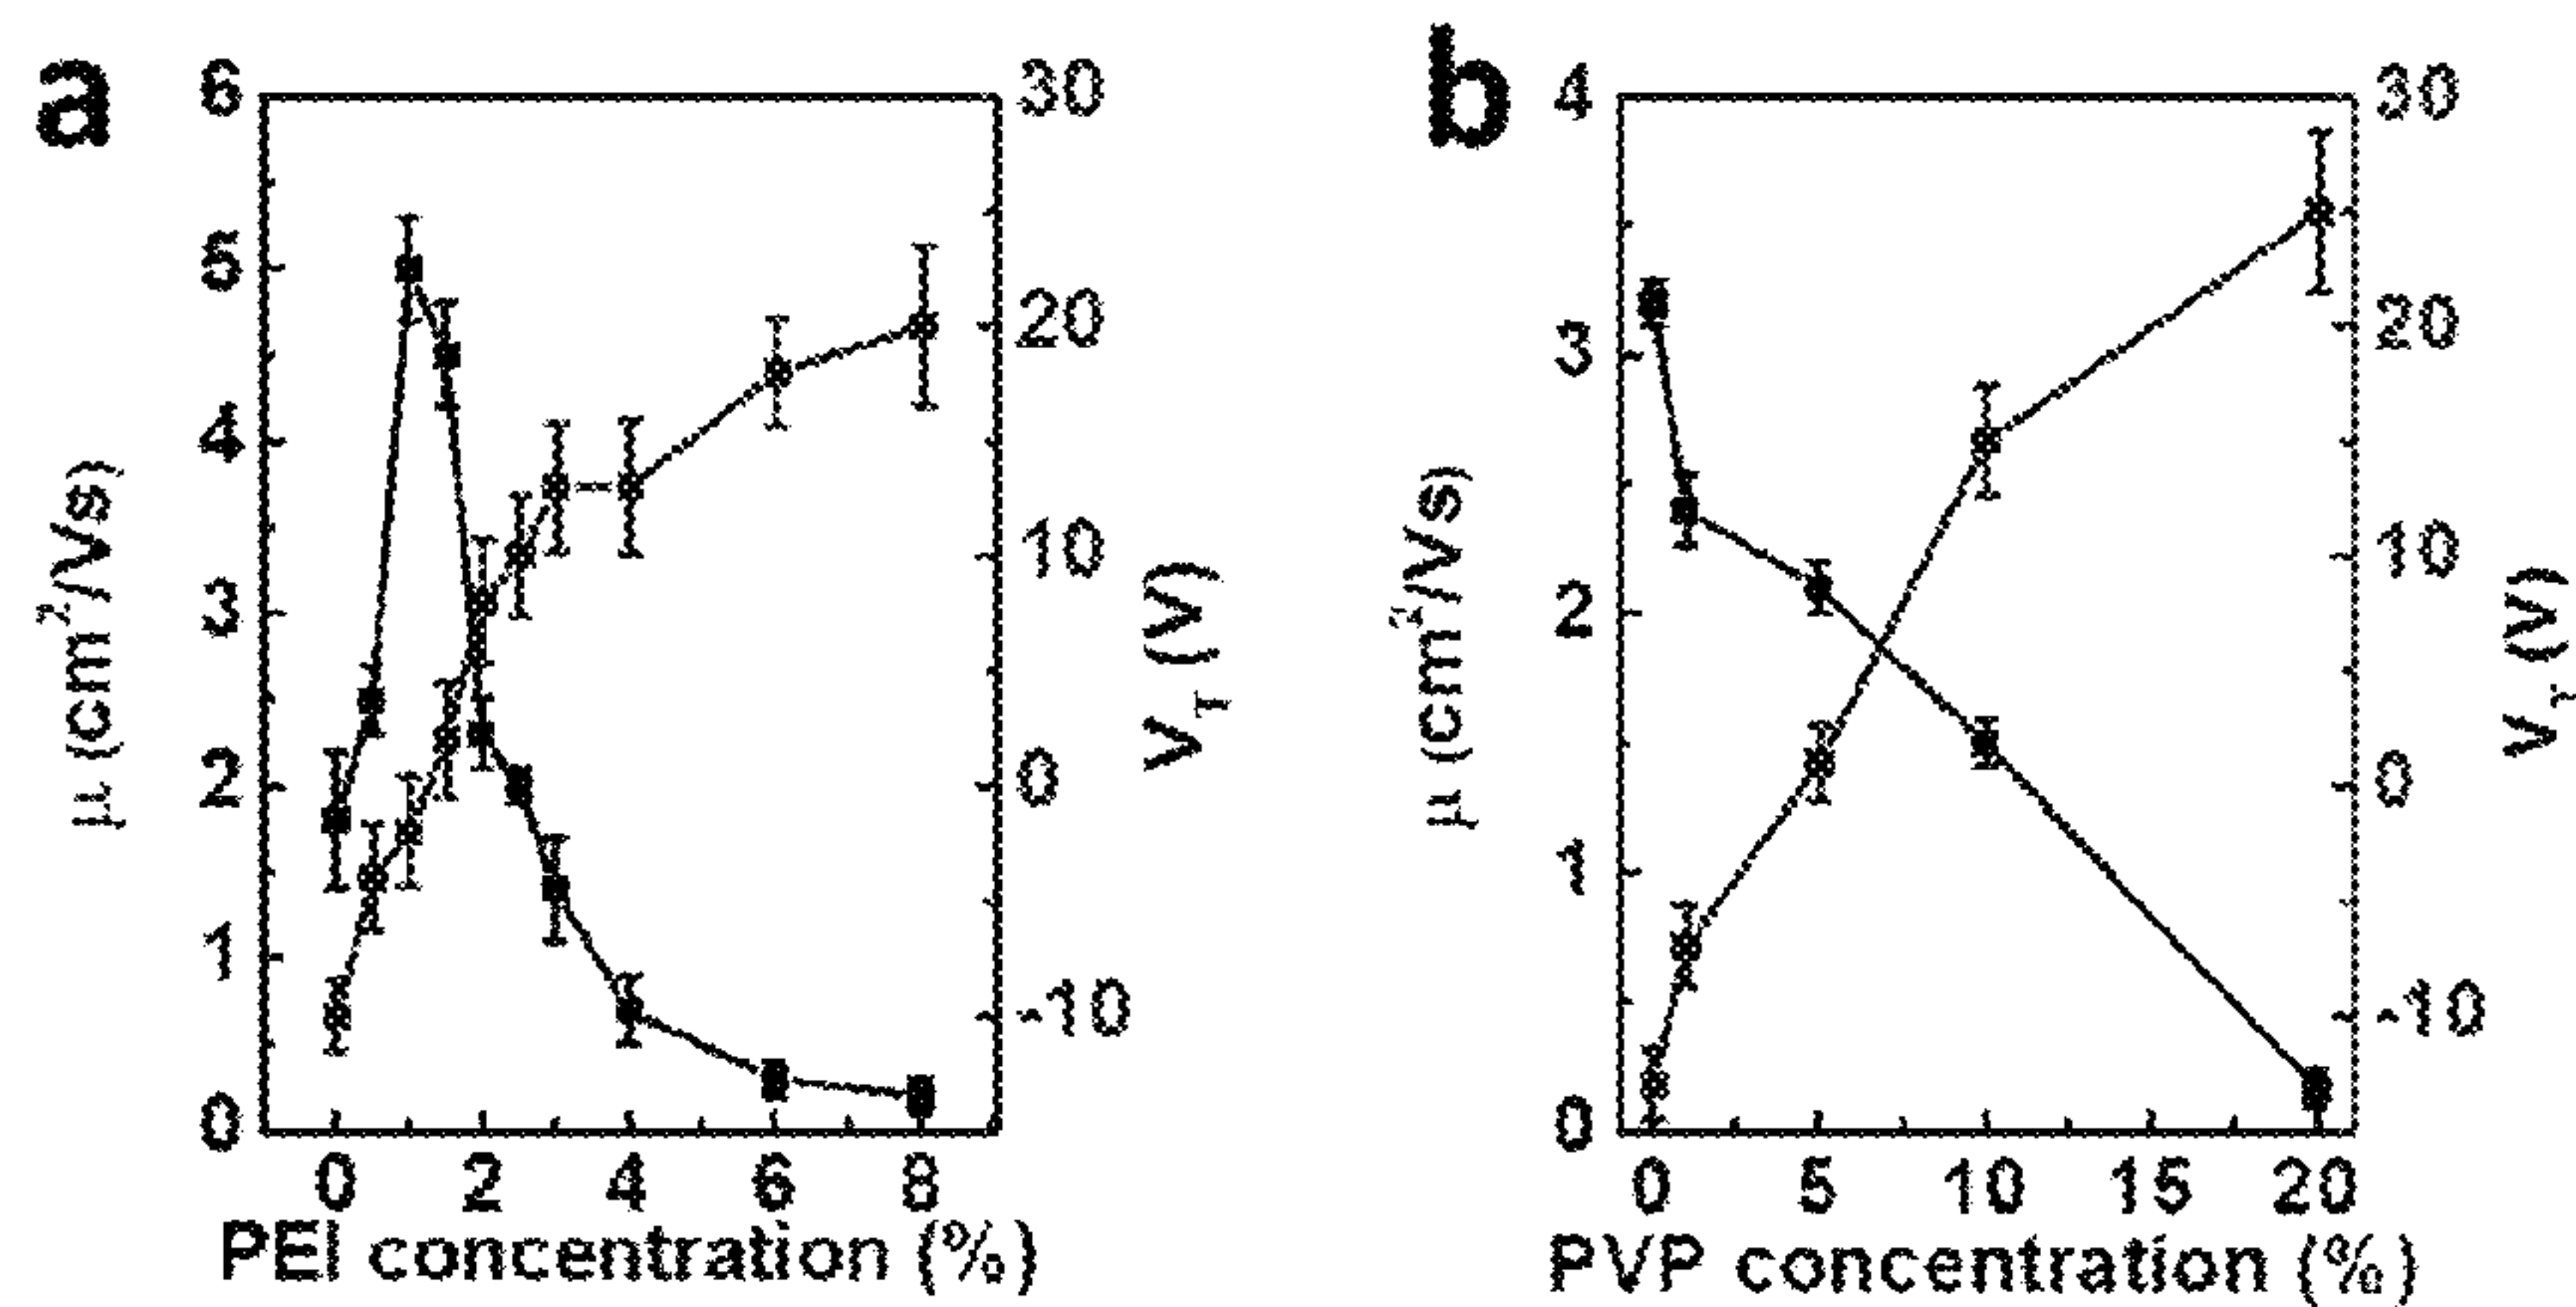 a
6
5
4
3
2
1
0
μ (cm²/Vs)
30
20
10
0
-10
V_T (V)
0 2 4 6 8
PEI concentration (%)
b
4
3
2
1
0
μ (cm²/Vs)
30
20
10
0
-10
V_T (V)
0 5 10 15 20
PVP concentration (%)